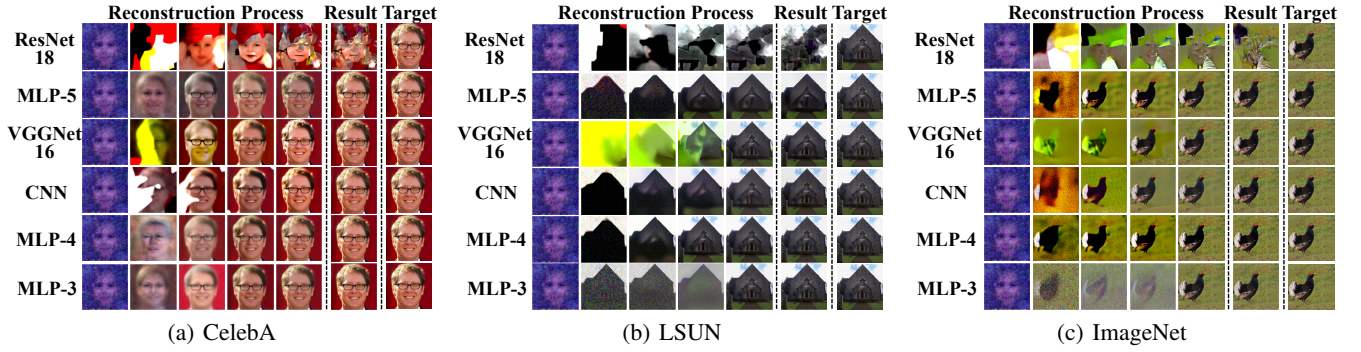 Reconstruction Process Result Target
ResNet
18
MLP-5
VGGNet
16
CNN
MLP-4
MLP-3
(a) CelebA
Reconstruction Process Result Target
ResNet
18
MLP-5
VGGNet
16
CNN
MLP-4
MLP-3
(b) LSUN
Reconstruction Process Result Target
ResNet
18
MLP-5
VGGNet
16
CNN
MLP-4
MLP-3
(c) ImageNet